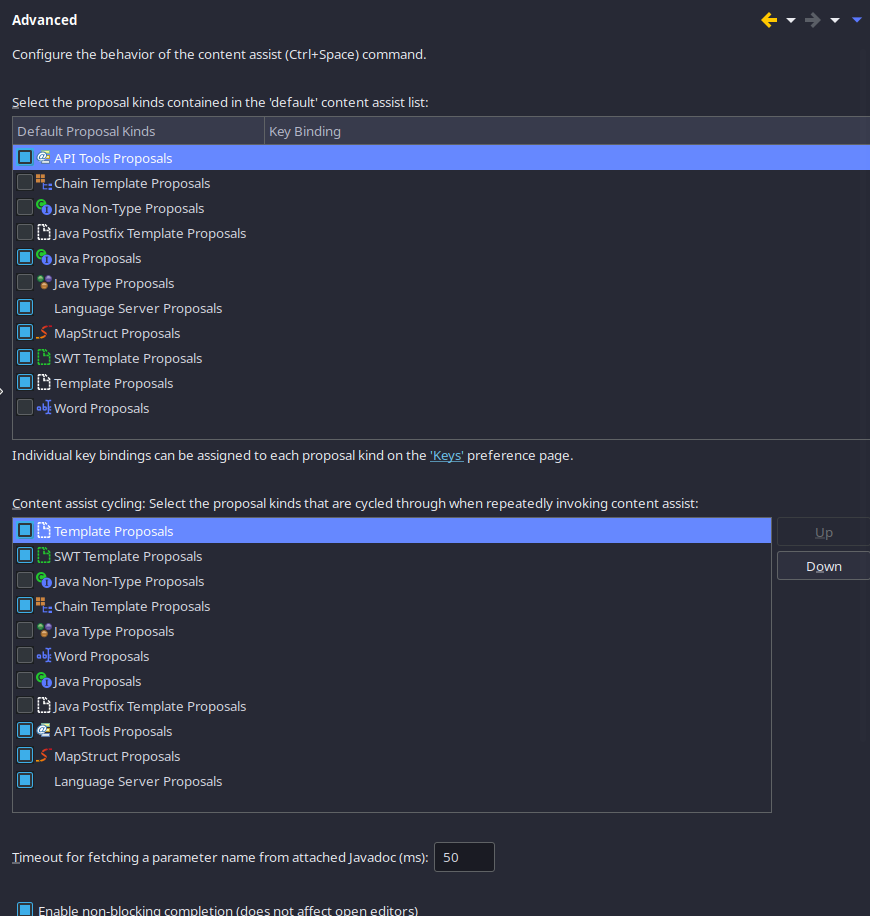 Advanced
Configure the behavior of the content assist (Ctrl+Space) command.
Select the proposal kinds contained in the 'default' content assist list:
Default Proposal Kinds Key Binding
API Tools Proposals
Chain Template Proposals
Java Non-Type Proposals
Java Postfix Template Proposals
Java Proposals
Java Type Proposals
Language Server Proposals
MapStruct Proposals
SWT Template Proposals
Template Proposals
Word Proposals
Individual key bindings can be assigned to each proposal kind on the 'Keys' preference page.
Content assist cycling: Select the proposal kinds that are cycled through when repeatedly invoking content assist:
Template Proposals Up
SWT Template Proposals Down
Java Non-Type Proposals
Chain Template Proposals
Java Type Proposals
Word Proposals
Java Proposals
Java Postfix Template Proposals
API Tools Proposals
MapStruct Proposals
Language Server Proposals
Timeout for fetching a parameter name from attached Javadoc (ms): 50
Enable non-blocking completion (does not affect open editors)